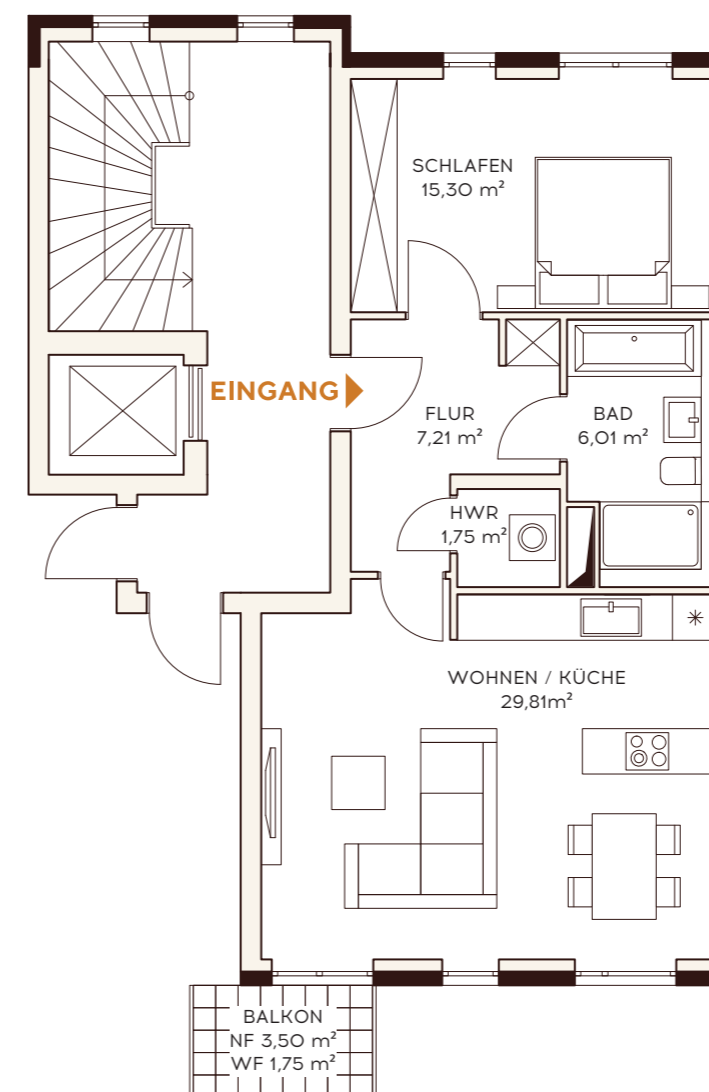 SCHLAFEN
15,30 m²
EINGANG
FLUR
7,21 m²
BAD
6,01 m²
HWR
1,75 m²
WOHNEN / KÜCHE
29,81m²
BALKON
NF 3,50 m²
WF 1,75 m²